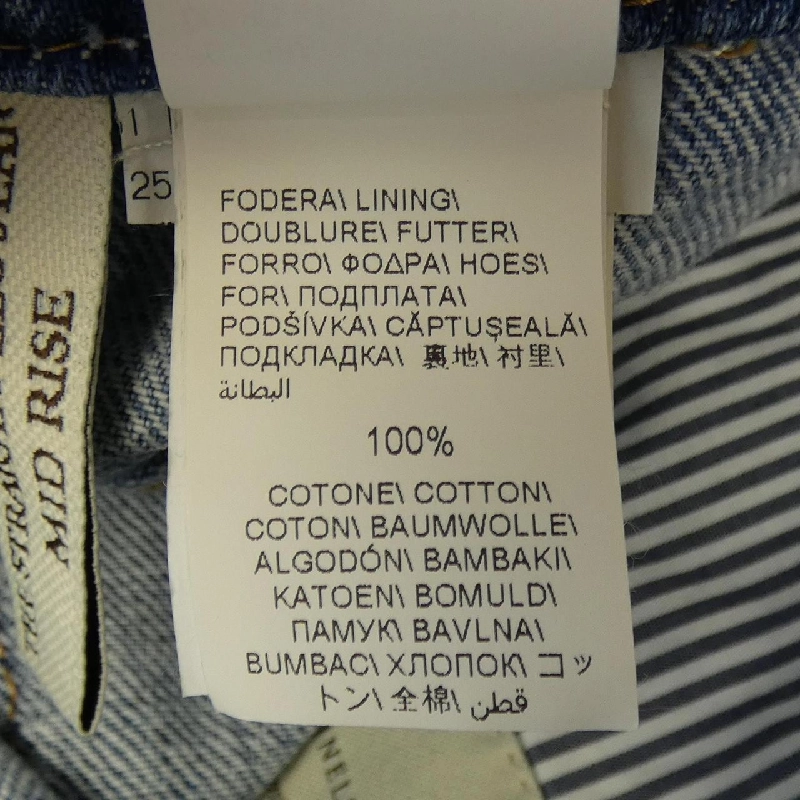 25
MID RISE
FODERA\ LINING\
DOUBLURE\ FUTTER\
FORRO\ ΦΟΔΡΑ\ HOES\
FOR\ ПОДПЛАТА\
PODŠÍVKA\ CĂPTUŞEALĂ\
ПОДКЛАДКА\ 裏地\ 衬里\
البطانة
100%
COTONE\ COTTON\
COTON\ BAUMWOLLE\
ALGODÓN\ BAMBAKI\
KATOEN\ BOMULD\
ПАМУК\ BAVLNA\
BUMBAC\ ХЛОПОК\ コッ
トン\ 全棉\ قطن